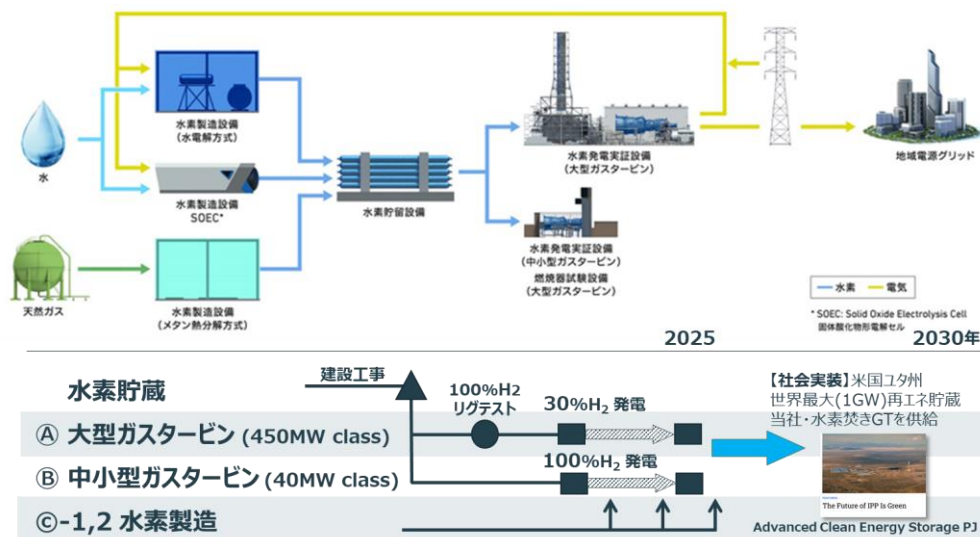 水
水素製造設備
(水電解方式)
水素製造設備
SOEC*
天然ガス
水素製造設備
(メタン熱分解方式)
水素貯留設備
水素発電実証設備
(大型ガスタービン)
水素発電実証設備
(中小型ガスタービン)
燃焼器試験設備
(大型ガスタービン)
地域電源グリッド
水素 電気
* SOEC: Solid Oxide Electrolysis Cell
固体酸化物形電解セル
2025
2030年
建設工事
水素貯蔵
100%H2
リグテスト
30%H₂ 発電
Ⓐ 大型ガスタービン (450MW class)
100%H₂ 発電
Ⓑ 中小型ガスタービン (40MW class)
Ⓒ-1,2 水素製造
【社会実装】米国ユタ州
世界最大(1GW)再エネ貯蔵
当社・水素焚きGTを供給
The Future of IPP Is Green
Advanced Clean Energy Storage PJ